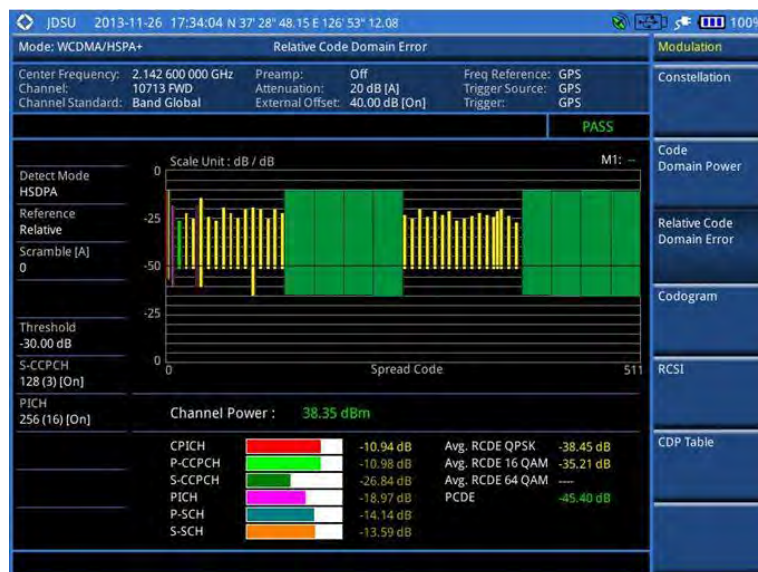 JDSU 2013-11-26 17:34:04 N 37' 28" 48.15 E 126' 53" 12.08 100%
Mode: WCDMA/HSPA+ Relative Code Domain Error
Center Frequency: 2.142 600 000 GHz Preamp: Off Freq Reference: GPS
Channel: 10713 FWD Attenuation: 20 dB [A] Trigger Source: GPS
Channel Standard: Band Global External Offset: 40.00 dB [On] Trigger: GPS
PASS
Scale Unit : dB / dB M1: --
Detect Mode
HSDPA
Reference
Relative
Scramble [A]
0
Threshold
-30.00 dB
S-CCPCH
128 (3) [On]
PICH
256 (16) [On]
0
-25
-50
-25
0
0 Spread Code 511
Channel Power : 38.35 dBm
CPICH -10.94 dB Avg. RCDE QPSK -38.45 dB
P-CCPCH -10.98 dB Avg. RCDE 16 QAM -35.21 dB
S-CCPCH -26.84 dB Avg. RCDE 64 QAM ----
PICH -18.97 dB PCDE -45.40 dB
P-SCH -14.14 dB
S-SCH -13.59 dB
Modulation
Constellation
Code
Domain Power
Relative Code
Domain Error
Codogram
RCSI
CDP Table